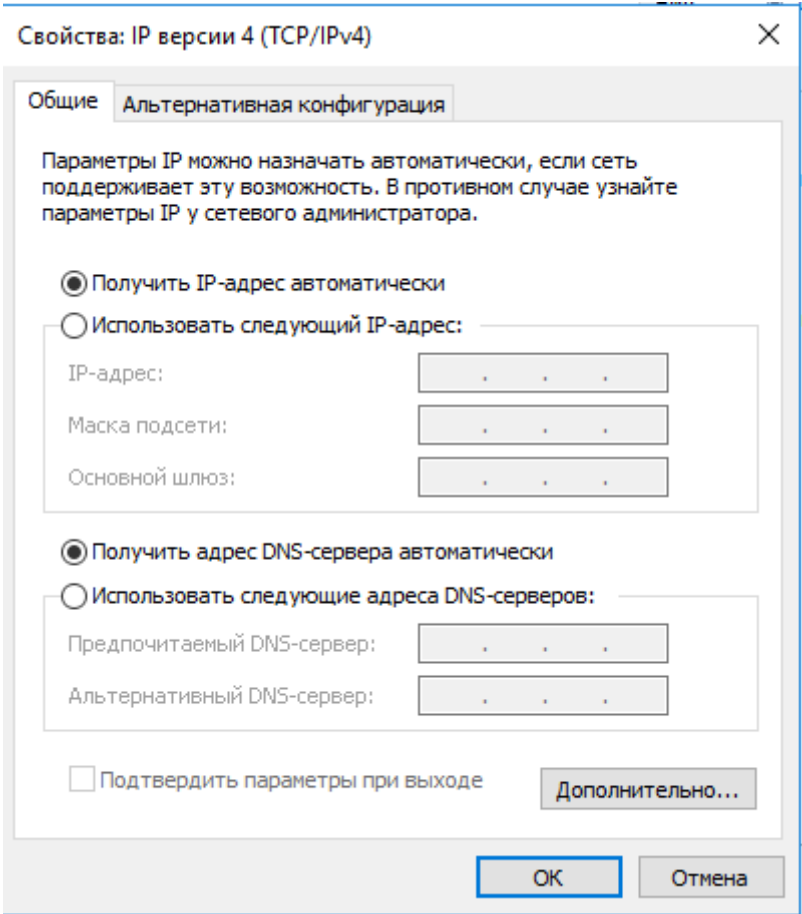 Свойства: IP версии 4 (TCP/IPv4)
Общие
Альтернативная конфигурация
Параметры IP можно назначать автоматически, если сеть
поддерживает эту возможность. В противном случае узнайте
параметры IP у сетевого администратора.
Получить IP-адрес автоматически
Использовать следующий IP-адрес:
IP-адрес:
Маска подсети:
Основной шлюз:
Получить адрес DNS-сервера автоматически
Использовать следующие адреса DNS-серверов:
Предпочитаемый DNS-сервер:
Альтернативный DNS-сервер:
Подтвердить параметры при выходе
Дополнительно...
ОК
Отмена